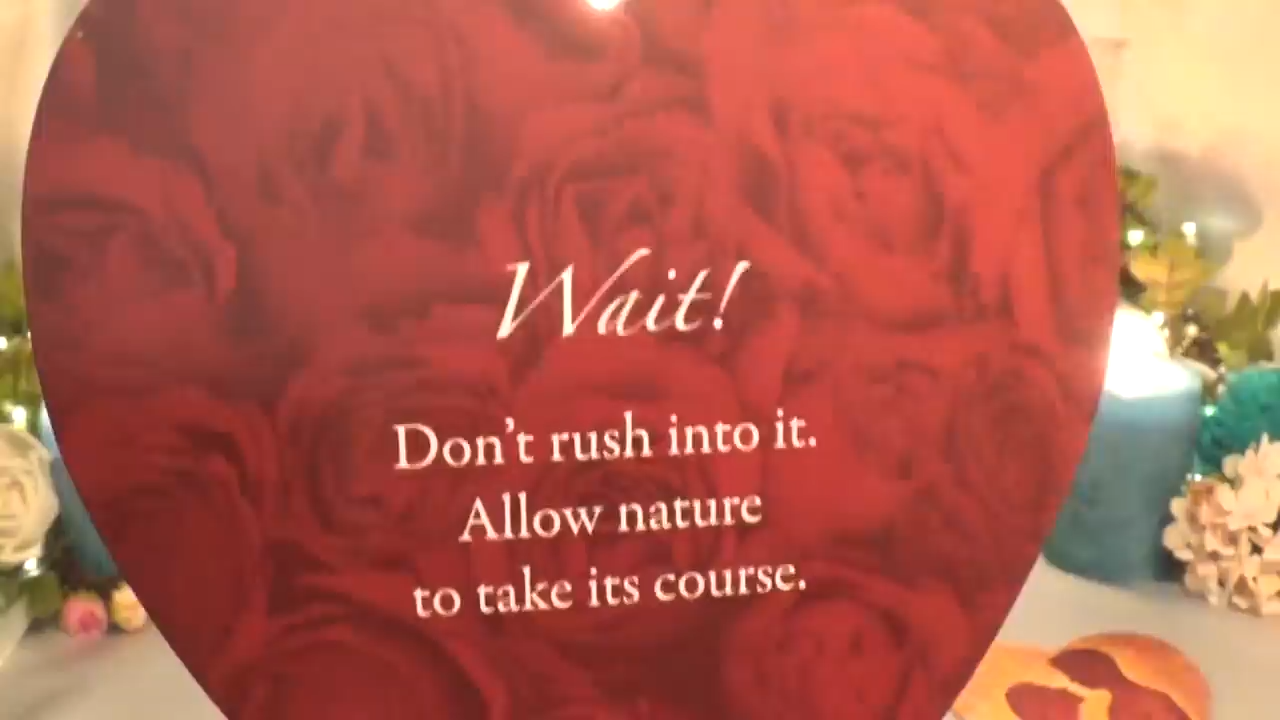 Wait!
Don't rush into it.
Allow nature
to take its course.